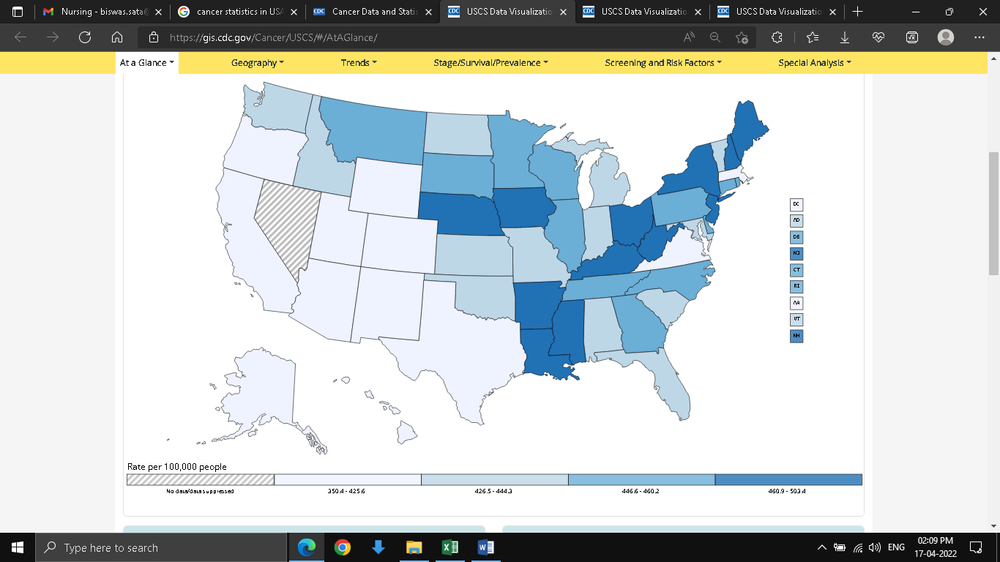 Nursing - biswas.sata@
cancer statistics in USA
CDC Cancer Data and Statis
CDC USCS Data Visualizatio
CDC USCS Data Visualizatio
CDC USCS Data Visualizatio
https://gis.cdc.gov/Cancer/USCS/#/AtAGlance/
At a Glance
Geography
Trends
Stage/Survival/Prevalence
Screening and Risk Factors
Special Analysis
DC
DE
NJ
CT
RI
VT
NH
Rate per 100,000 people
No data/data suppressed
350.4 - 425.6
426.5 - 444.3
446.6 - 460.2
460.9 - 503.4
Type here to search
ENG
02:09 PM
17-04-2022